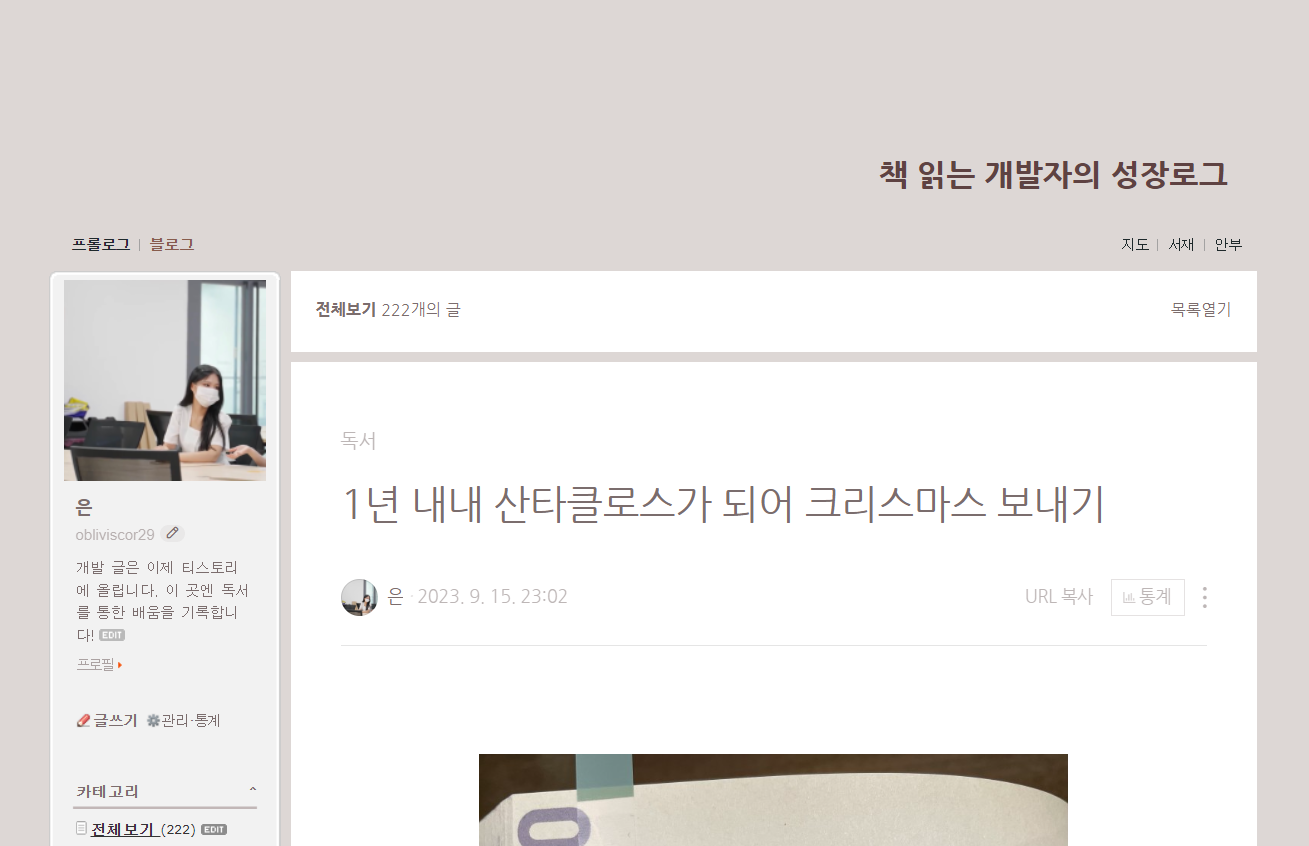 책 읽는 개발자의 성장로그
프롤로그 | 블로그
지도 | 서재 | 안부
전체보기 222개의 글
목록열기
은
obliviscor29
개발 글은 이제 티스토리
에 올립니다. 이 곳엔 독서
를 통한 배움을 기록합니
다! EDIT
프로필
글쓰기 관리·통계
카테고리
전체보기 (222) EDIT
독서
1년 내내 산타클로스가 되어 크리스마스 보내기
은 · 2023. 9. 15. 23:02
URL 복사 통계